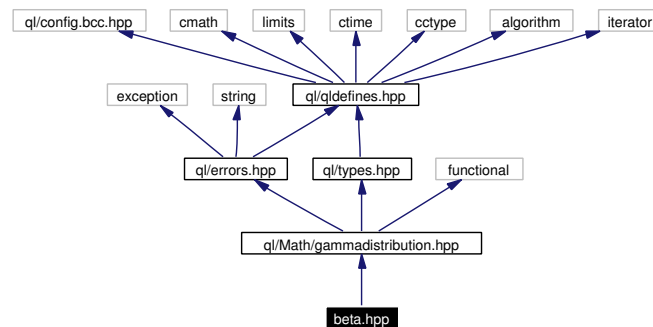 ql/config.bcc.hpp cmath limits ctime cctype algorithm iterator
exception string ql/qldefines.hpp
ql/errors.hpp ql/types.hpp functional
ql/Math/gammadistribution.hpp
beta.hpp